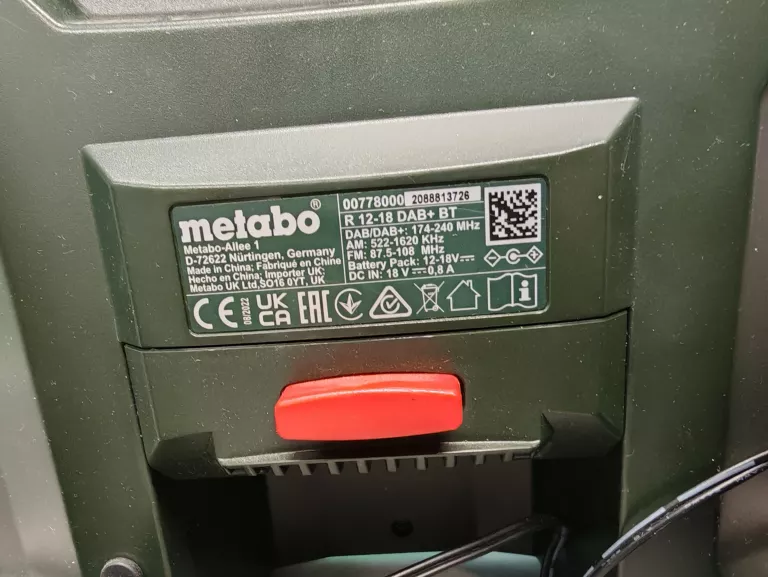 metabo®
Metabo-Allee 1
D-72622 Nürtingen, Germany
Made in China; Fabriqué en Chine
Hecho en China; Importer UK:
Metabo UK Ltd,SO16 0YT, UK
00778000 2088813726
R 12-18 DAB+ BT
DAB/DAB+: 174-240 MHz
AM: 522-1620 KHz
FM: 87.5-108 MHz
Battery Pack: 12-18V
DC IN: 18 V 0,8 A
CE 08/2022 UK CA EAC i